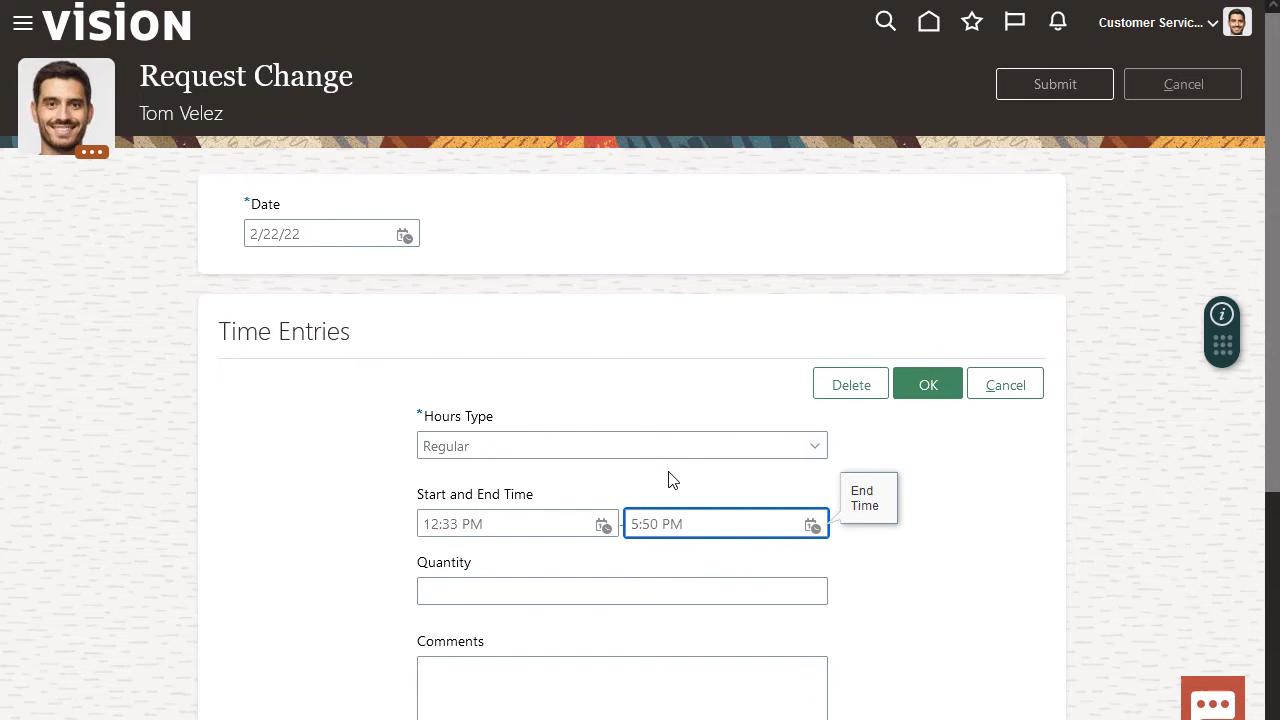 VISION
Customer Servic...
Request Change
Tom Velez
Submit
Cancel
*Date
2/22/22
Time Entries
Delete
OK
Cancel
*Hours Type
Regular
Start and End Time
12:33 PM
-
5:50 PM
End
Time
Quantity
Comments